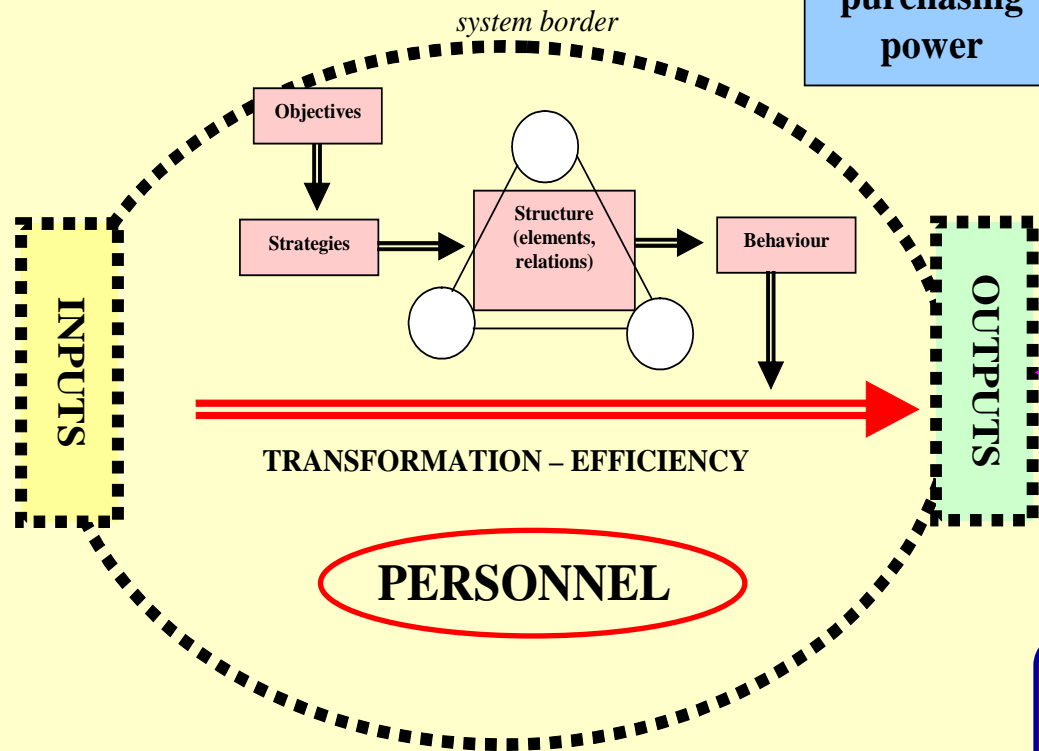 purchasing
power
system border
Objectives
Strategies
Structure
(elements,
relations)
Behaviour
INPUTS
OUTPUTS
TRANSFORMATION – EFFICIENCY
PERSONNEL